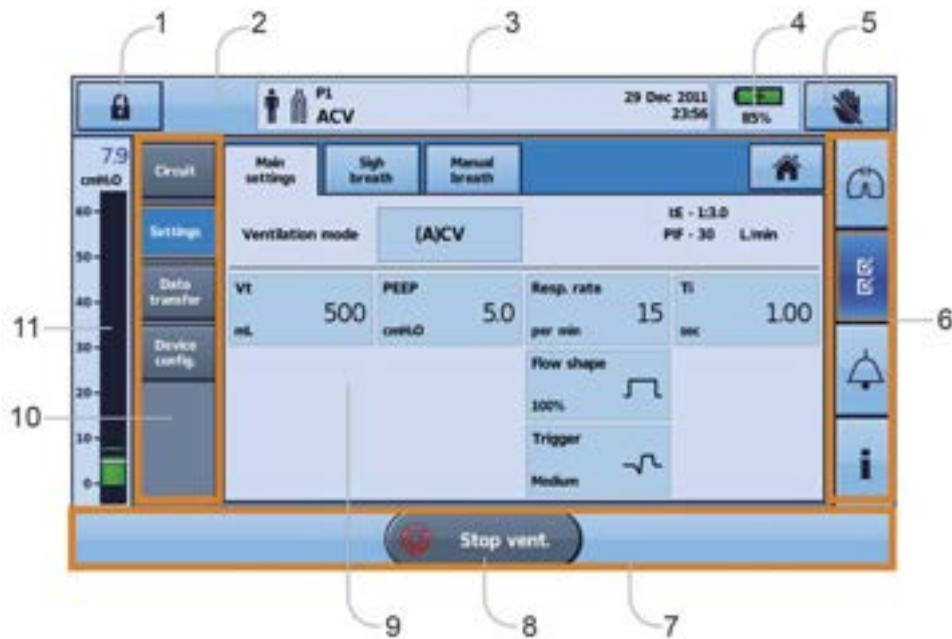 1
2
3
4
5
P1
ACV
29 Dec 2011
23:56
85%
7.9
cmH₂O
Circuit
Main settings
Sigh breath
Manual breath
Settings
Ventilation mode
(A)CV
I:E - 1:3.0
PIF - 30 L/min
60
50
40
30
20
10
0
Data transfer
Device config.
Vt
500
mL
PEEP
5.0
cmH₂O
Resp. rate
15
per min
Ti
1.00
sec
Flow shape
100%
Trigger
Medium
6
11
10
Stop vent.
9
8
7